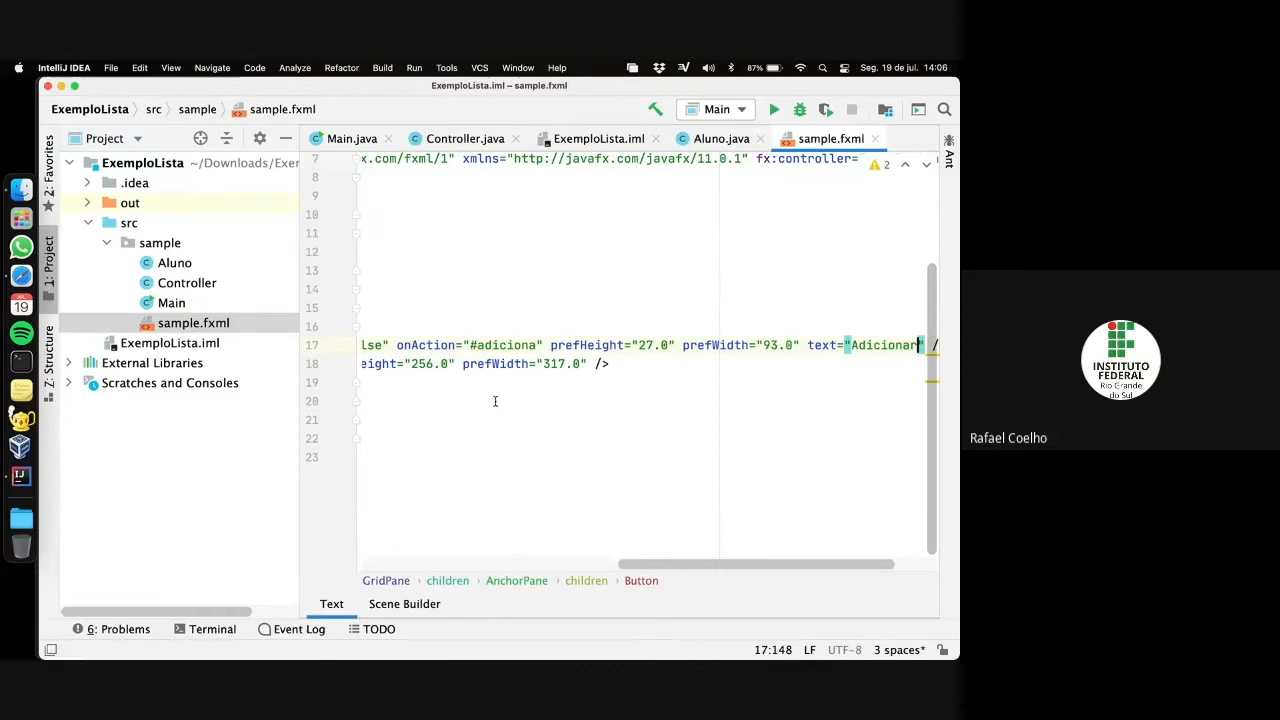 IntelliJ IDEA File Edit View Navigate Code Analyze Refactor Build Run Tools VCS Window Help 87% Seg. 19 de jul. 14:06
ExemploLista.iml – sample.fxml
ExemploLista src sample sample.fxml Main
Project Main.java Controller.java ExemploLista.iml Aluno.java sample.fxml
2: Favorites
1: Project
Z: Structure
Ant
JUL
19
ExemploLista ~/Downloads/Exer
.idea
out
src
sample
Aluno
Controller
Main
sample.fxml
ExemploLista.iml
External Libraries
Scratches and Consoles
7 x.com/fxml/1" xmlns="http://javafx.com/javafx/11.0.1" fx:controller="
2
8
9
10
11
12
13
14
15
16
17 lse" onAction="#adiciona" prefHeight="27.0" prefWidth="93.0" text="Adicionar" /
18 eight="256.0" prefWidth="317.0" />
19
20
21
22
23
GridPane children AnchorPane children Button
Text Scene Builder
6: Problems Terminal Event Log TODO
17:148 LF UTF-8 3 spaces*
INSTITUTO
FEDERAL
Rio Grande
do Sul
Rafael Coelho